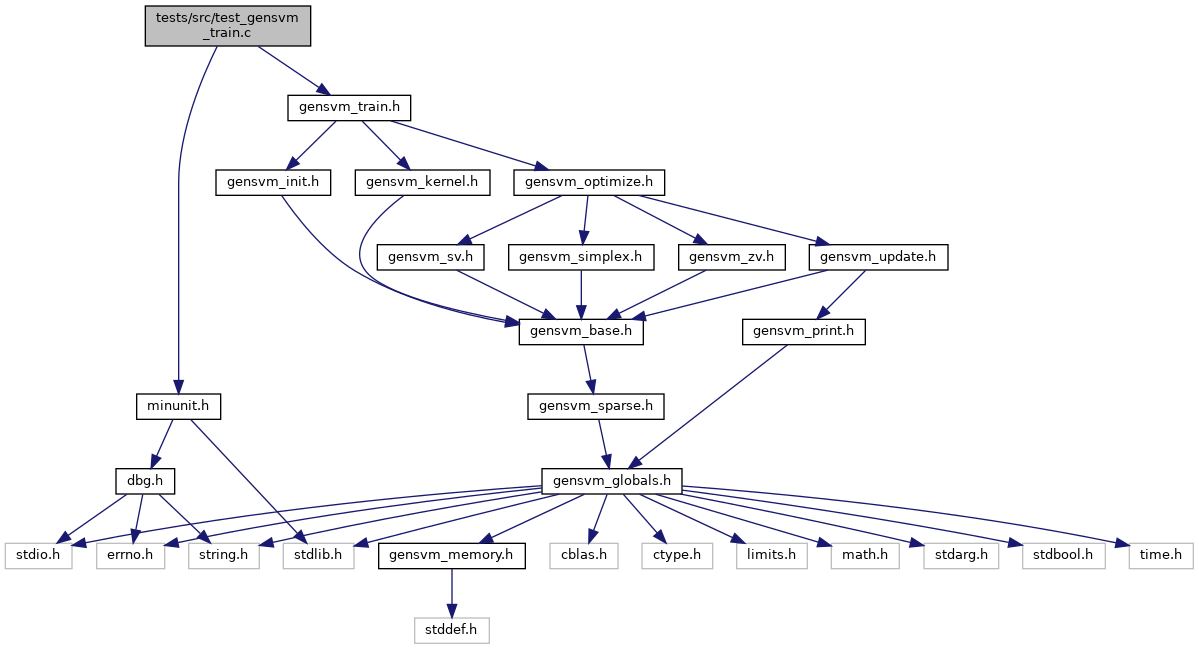 tests/src/test_gensvm
_train.c
gensvm_train.h
gensvm_init.h
gensvm_kernel.h
gensvm_optimize.h
gensvm_sv.h
gensvm_simplex.h
gensvm_zv.h
gensvm_update.h
gensvm_base.h
gensvm_print.h
minunit.h
gensvm_sparse.h
dbg.h
gensvm_globals.h
stdio.h
errno.h
string.h
stdlib.h
gensvm_memory.h
cblas.h
ctype.h
limits.h
math.h
stdarg.h
stdbool.h
time.h
stddef.h